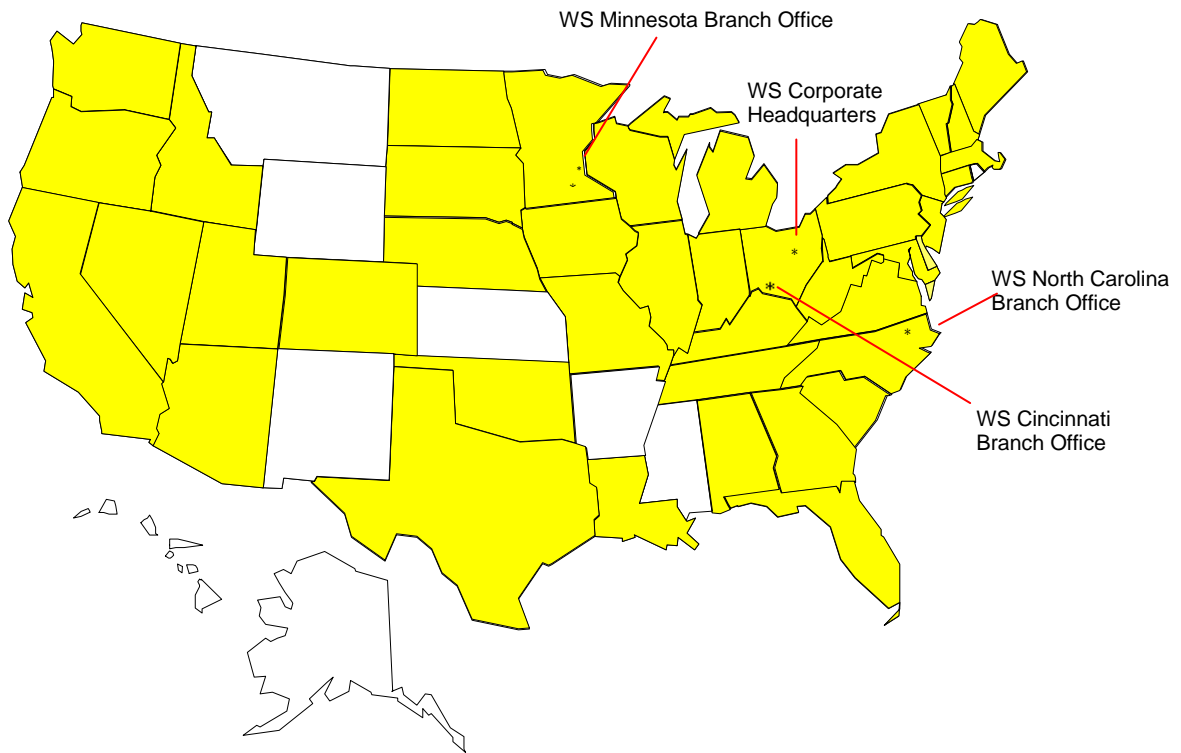 WS Minnesota Branch Office
WS Corporate
Headquarters
WS North Carolina
Branch Office
WS Cincinnati
Branch Office